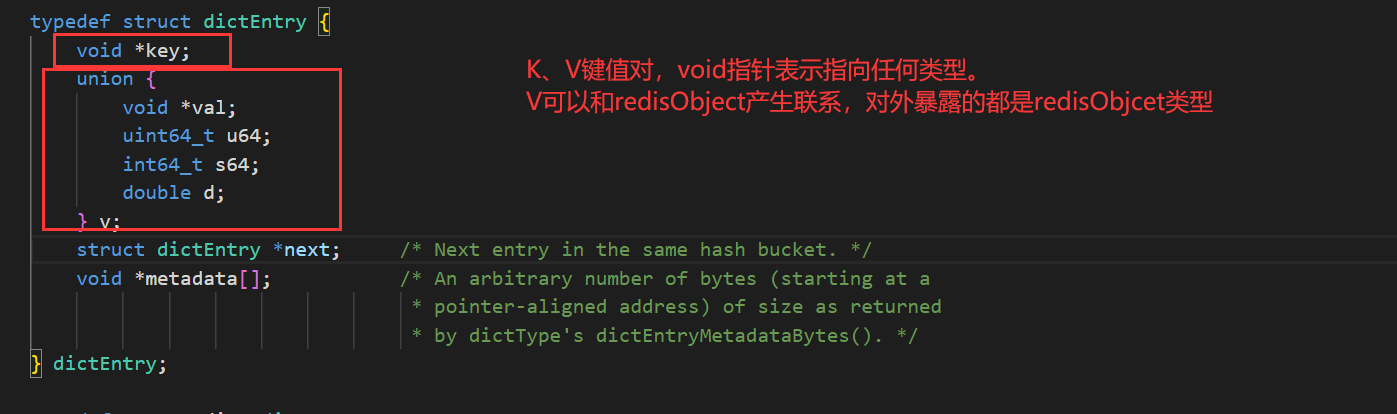 typedef struct dictEntry {
void *key;
union {
K、V键值对，void指针表示指向任何类型。
void *val;
V可以和redisObject产生联系，对外暴露的都是redisObjcet类型
uint64_t u64;
int64_t s64;
double d;
} v;
struct dictEntry *next; /* Next entry in the same hash bucket. */
void *metadata[]; /* An arbitrary number of bytes (starting at a
* pointer-aligned address) of size as returned
* by dictType's dictEntryMetadataBytes(). */
} dictEntry;